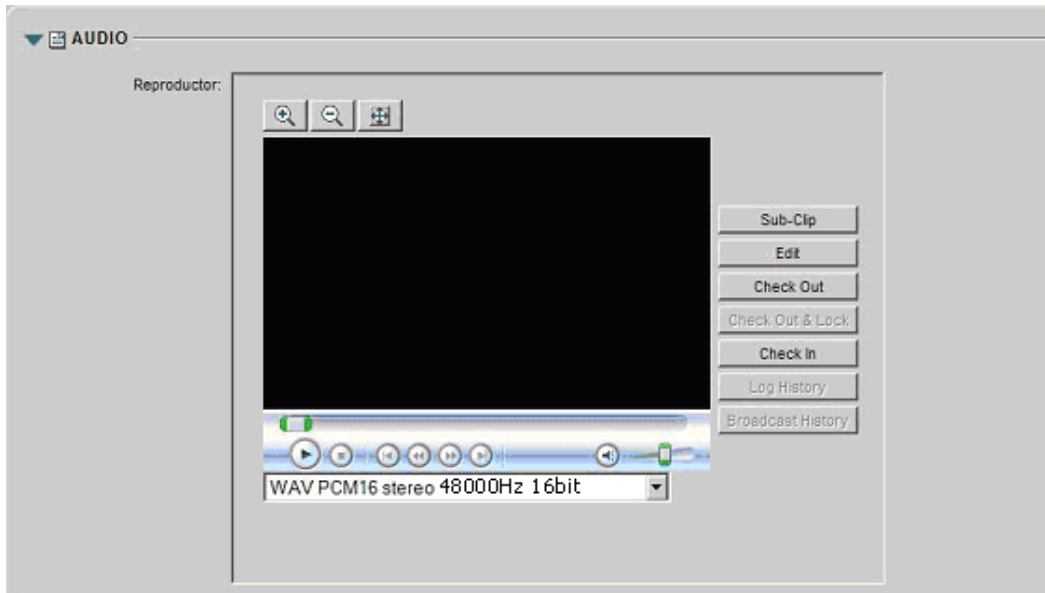 AUDIO
Reproductor:
Sub-Clip
Edit
Check Out
Check Out & Lock
Check In
Log History
Broadcast History
WAV PCM16 stereo 48000Hz 16bit